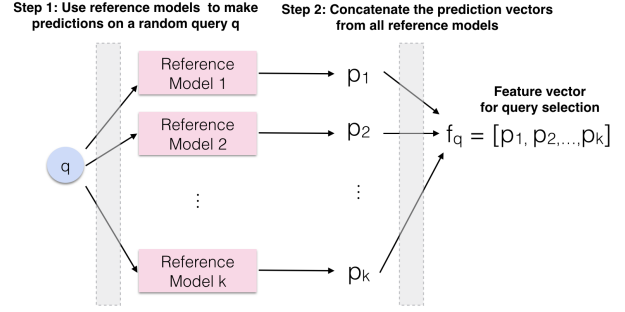 Step 1: Use reference models to make
predictions on a random query q
Step 2: Concatenate the prediction vectors
from all reference models
q
Reference
Model 1
Reference
Model 2
⋮
Reference
Model k
p1
p2
⋮
pk
Feature vector
for query selection
fq = [p1, p2,...,pk]